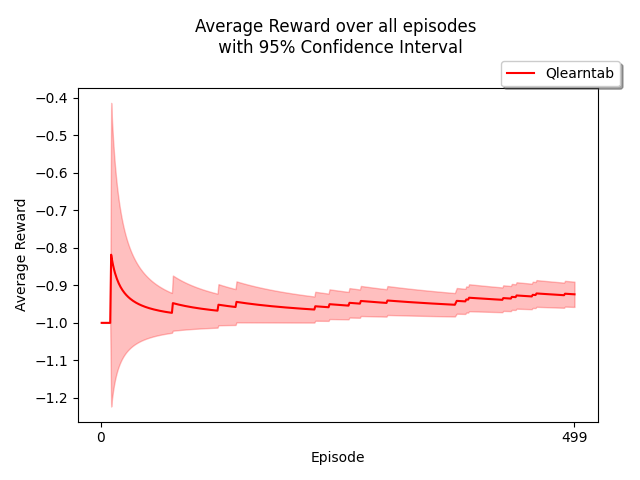 Average Reward over all episodes
with 95% Confidence Interval
Qlearntab
−0.4
−0.5
−0.6
−0.7
−0.8
−0.9
−1.0
−1.1
−1.2
Average Reward
0
499
Episode